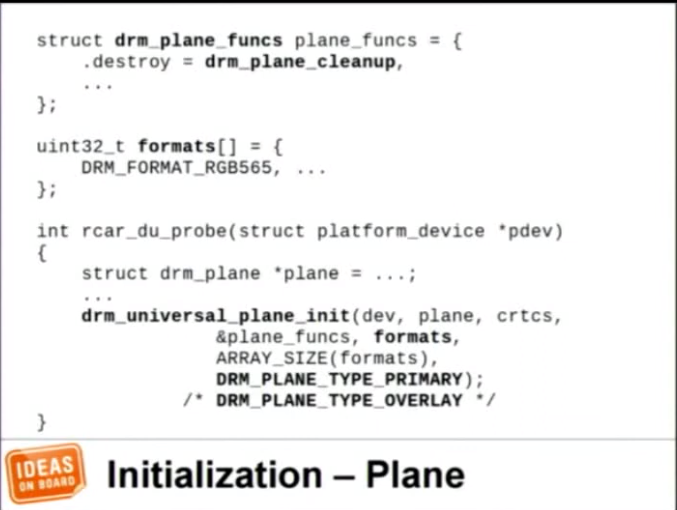 struct drm_plane_funcs plane_funcs = {
    .destroy = drm_plane_cleanup,
    ...
};
uint32_t formats[] = {
    DRM_FORMAT_RGB565, ...
};
int rcar_du_probe(struct platform_device *pdev)
{
    struct drm_plane *plane = ...;
    ...
    drm_universal_plane_init(dev, plane, crtcs,
                &plane_funcs, formats,
                ARRAY_SIZE(formats),
                DRM_PLANE_TYPE_PRIMARY);
             /* DRM_PLANE_TYPE_OVERLAY */
}
IDEAS
ON BOARD
Initialization – Plane